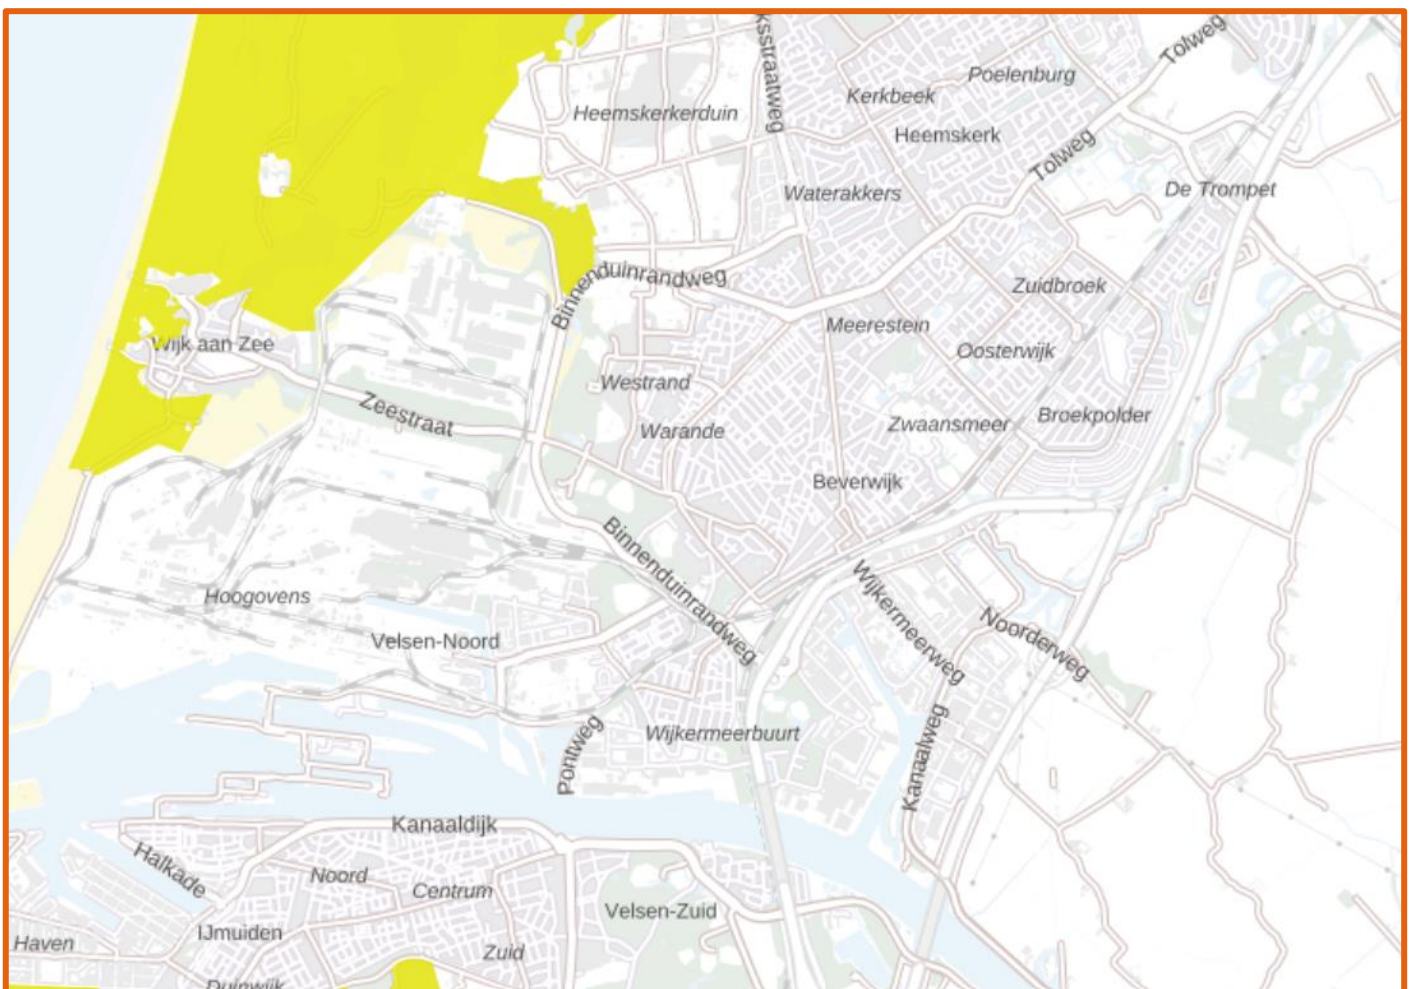 ksstraatweg
Tolweg
Poelenburg
Kerkbeek
Heemskerkerduin
Heemskerk
Tolweg
De Trompet
Waterakkers
Binnenduinrandweg
Zuidbroek
Meerestein
Wijk aan Zee
Oosterwijk
Westrand
Zeestraat
Broekpolder
Zwaansmeer
Warande
Beverwijk
Binnenduinrandweg
Hoogovens
Wijkermeerweg
Noorderweg
Velsen-Noord
Wijkermeerbuurt
Pontweg
Kanaalweg
Kanaaldijk
Halkade
Noord
Centrum
Velsen-Zuid
IJmuiden
Haven
Zuid
Duinwijk